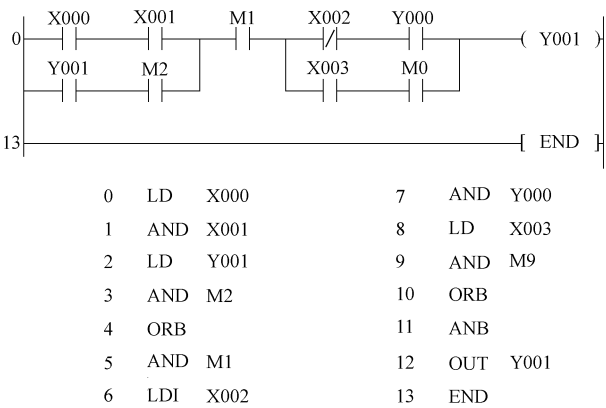 X000 X001 M1 X002 Y000
0 ( Y001 )
Y001 M2 X003 M0
13 [ END ]
0 LD X000
1 AND X001
2 LD Y001
3 AND M2
4 ORB
5 AND M1
6 LDI X002
7 AND Y000
8 LD X003
9 AND M9
10 ORB
11 ANB
12 OUT Y001
13 END